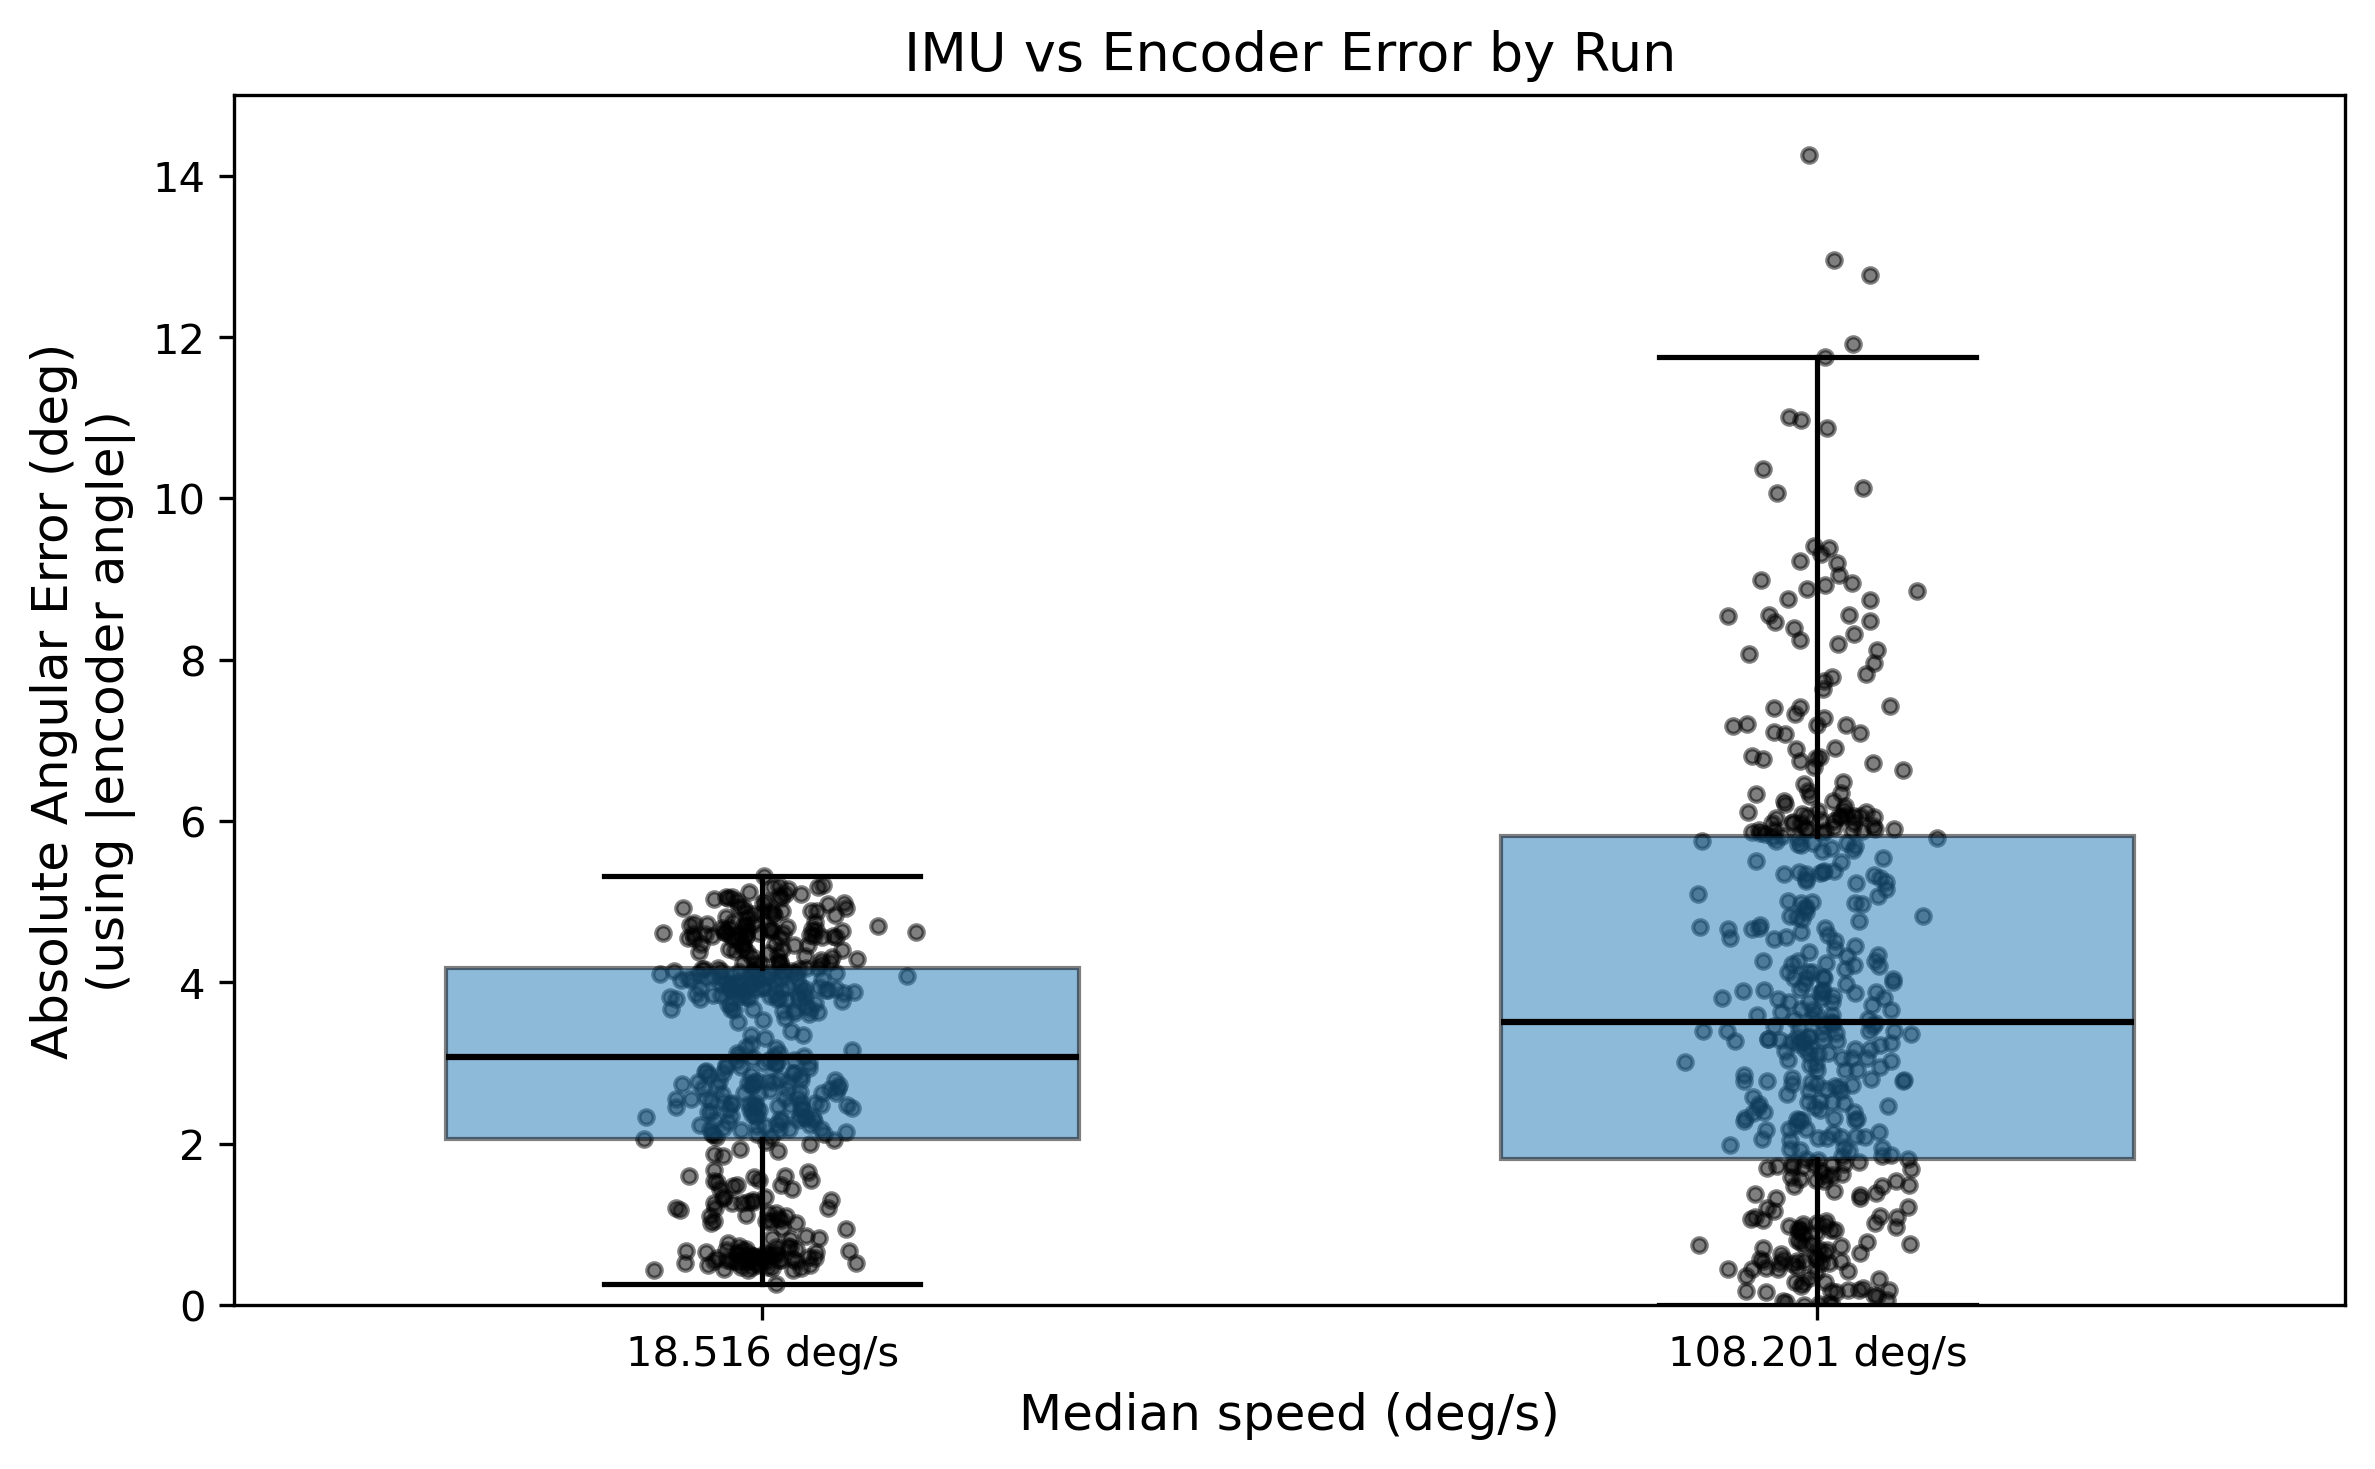 IMU vs Encoder Error by Run
Absolute Angular Error (deg)
(using |encoder angle|)
14
12
10
8
6
4
2
0
18.516 deg/s
108.201 deg/s
Median speed (deg/s)